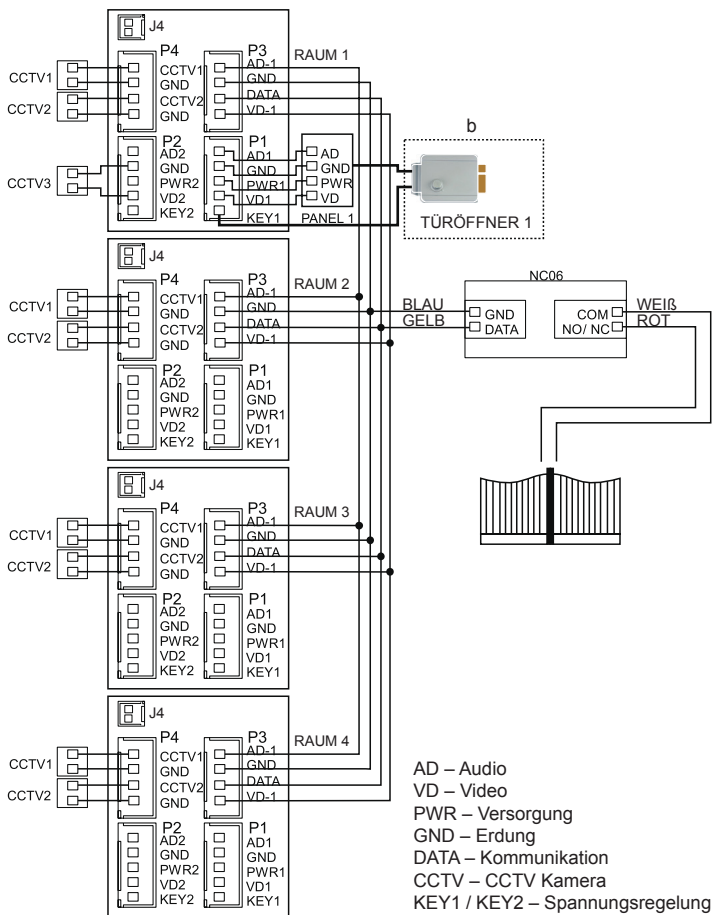 J4
P4
P3
RAUM 1
CCTV1
GND
CCTV2
GND
AD-1
GND
DATA
VD-1
CCTV1
CCTV2
P2
P1
AD2
GND
PWR2
VD2
KEY2
AD1
GND
PWR1
VD1
KEY1
CCTV3
AD
GND
PWR
VD
PANEL 1
b
TÜRÖFFNER 1
J4
P4
P3
RAUM 2
CCTV1
GND
CCTV2
GND
AD-1
GND
DATA
VD-1
CCTV1
CCTV2
P2
P1
AD2
GND
PWR2
VD2
KEY2
AD1
GND
PWR1
VD1
KEY1
BLAU
GELB
NC06
GND
DATA
COM
NO/ NC
WEIß
ROT
J4
P4
P3
RAUM 3
CCTV1
GND
CCTV2
GND
AD-1
GND
DATA
VD-1
CCTV1
CCTV2
P2
P1
AD2
GND
PWR2
VD2
KEY2
AD1
GND
PWR1
VD1
KEY1
J4
P4
P3
RAUM 4
CCTV1
GND
CCTV2
GND
AD-1
GND
DATA
VD-1
CCTV1
CCTV2
P2
P1
AD2
GND
PWR2
VD2
KEY2
AD1
GND
PWR1
VD1
KEY1
AD – Audio
VD – Video
PWR – Versorgung
GND – Erdung
DATA – Kommunikation
CCTV – CCTV Kamera
KEY1 / KEY2 – Spannungsregelung